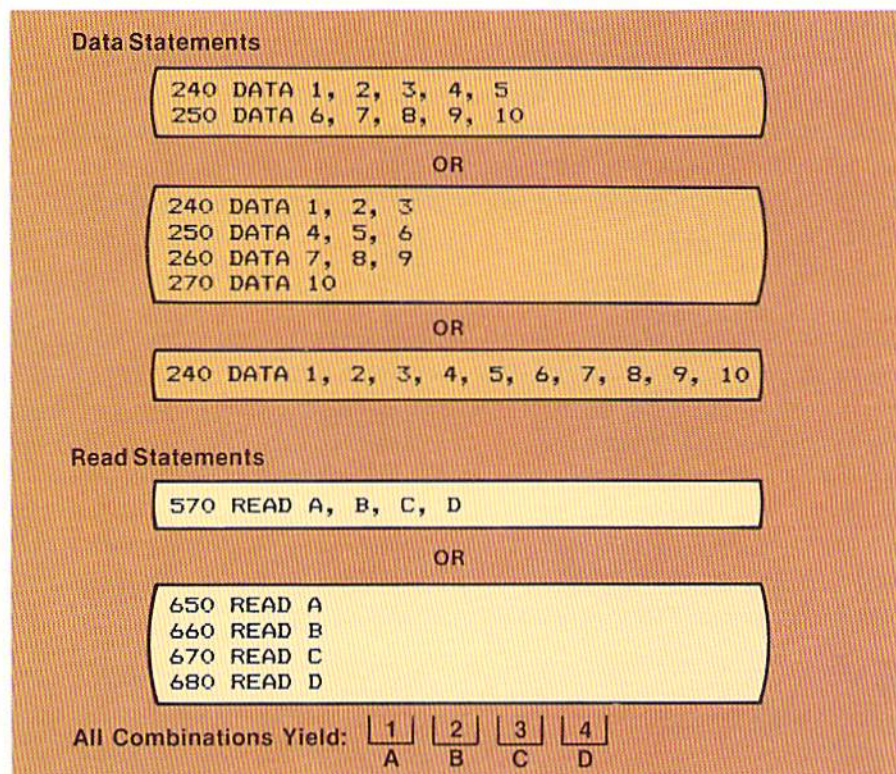 Data Statements
240 DATA 1, 2, 3, 4, 5
250 DATA 6, 7, 8, 9, 10
OR
240 DATA 1, 2, 3
250 DATA 4, 5, 6
260 DATA 7, 8, 9
270 DATA 10
OR
240 DATA 1, 2, 3, 4, 5, 6, 7, 8, 9, 10
Read Statements
570 READ A, B, C, D
OR
650 READ A
660 READ B
670 READ C
680 READ D
All Combinations Yield: 1 2 3 4
A B C D